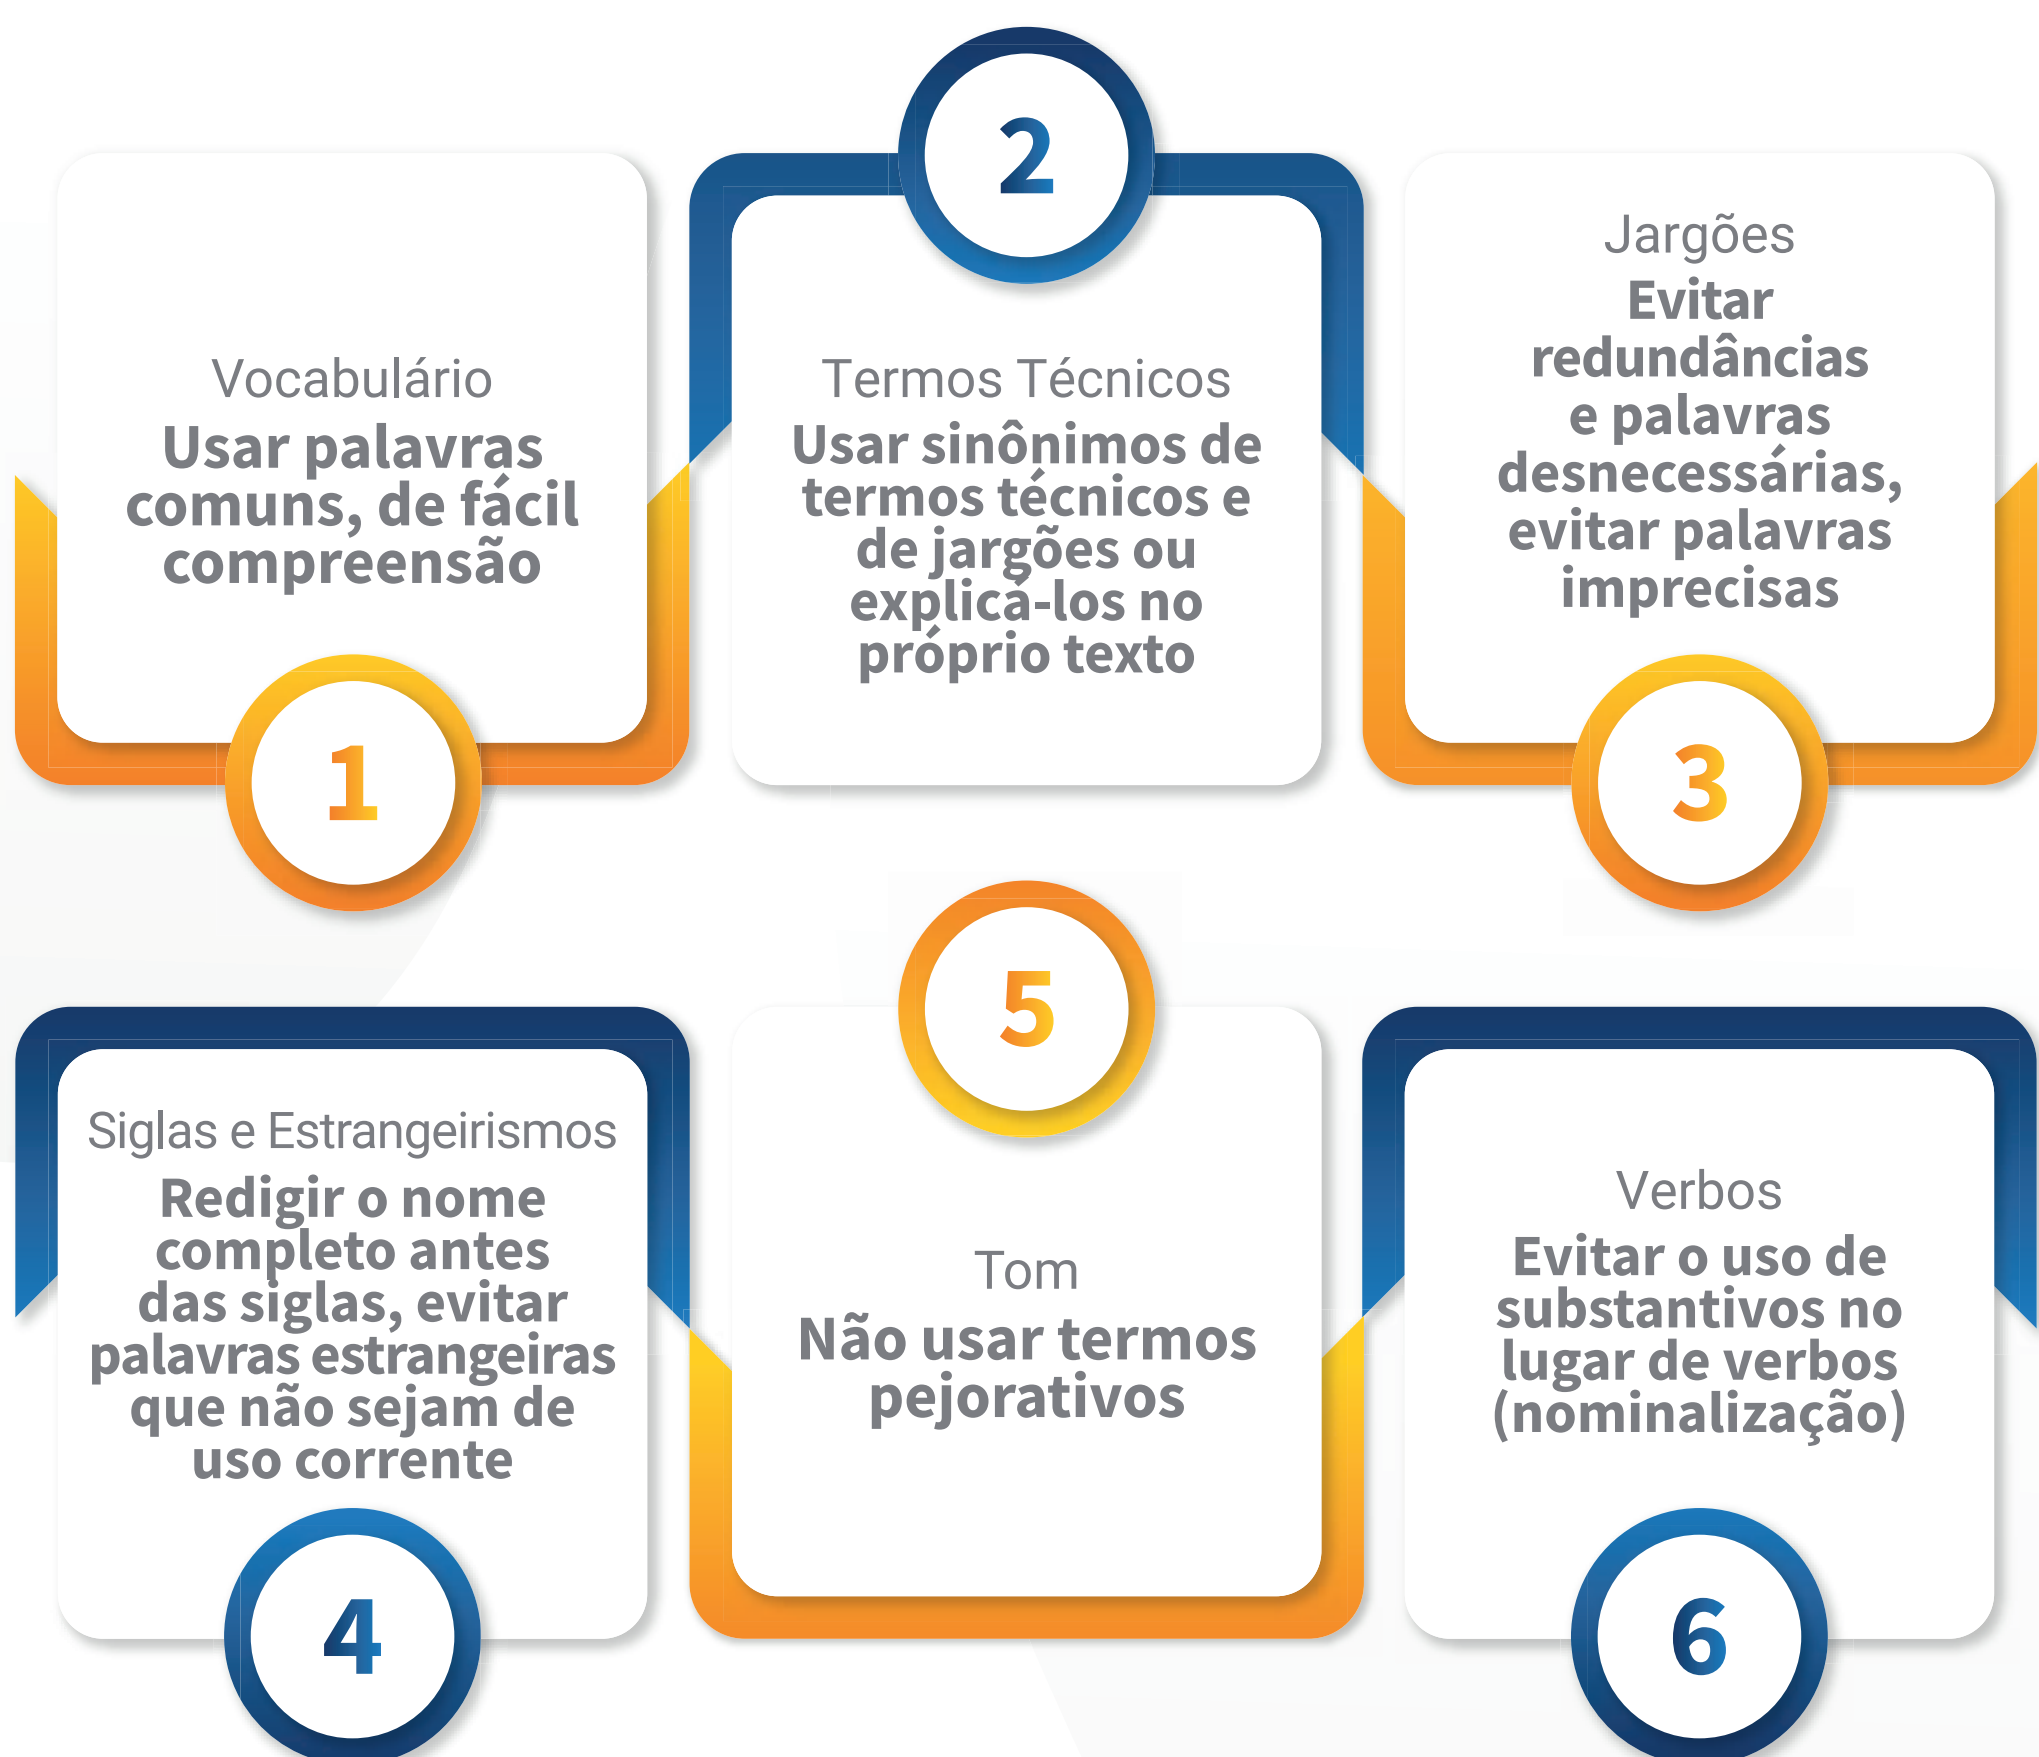 Vocabulário
Usar palavras
comuns, de fácil
compreensão
1
2
Termos Técnicos
Usar sinônimos de
termos técnicos e
de jargões ou
explicá-los no
próprio texto
Jargões
Evitar
redundâncias
e palavras
desnecessárias,
evitar palavras
imprecisas
3
Siglas e Estrangeirismos
Redigir o nome
completo antes
das siglas, evitar
palavras estrangeiras
que não sejam de
uso corrente
4
5
Tom
Não usar termos
pejorativos
Verbos
Evitar o uso de
substantivos no
lugar de verbos
(nominalização)
6